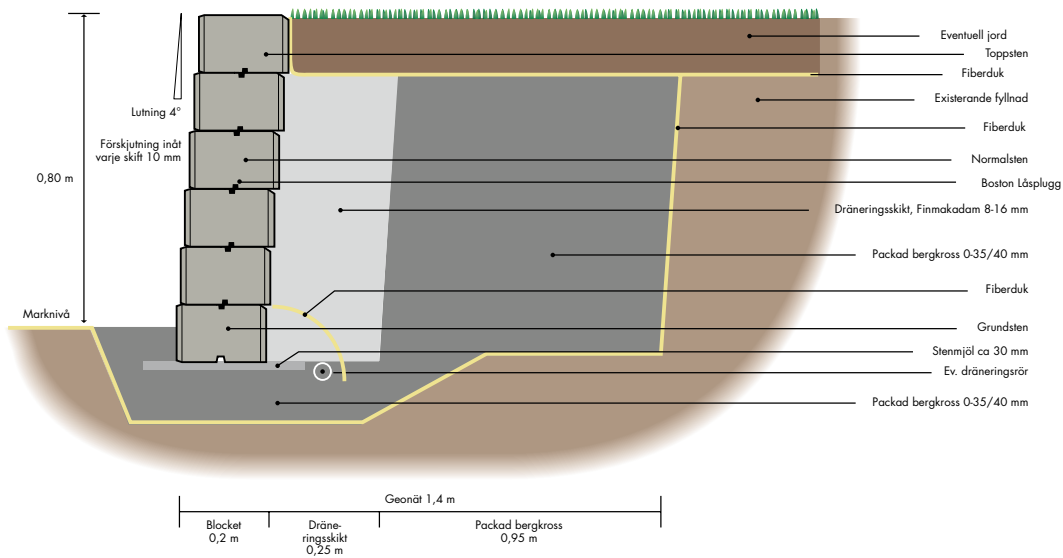 Eventuell jord
Toppsten
Fiberduk
Existerande fyllnad
Lutning 4°
Fiberduk
Förskjutning inåt
varje skift 10 mm
Normalsten
0,80 m
Boston Låsplugg
Dräneringsskikt, Finmakadam 8-16 mm
Packad bergkross 0-35/40 mm
Fiberduk
Marknivå
Grundsten
Stenmjöl ca 30 mm
Ev. dräneringsrör
Packad bergkross 0-35/40 mm
Geonät 1,4 m
Blocket
0,2 m
Dräne-
ringsskikt
0,25 m
Packad bergkross
0,95 m